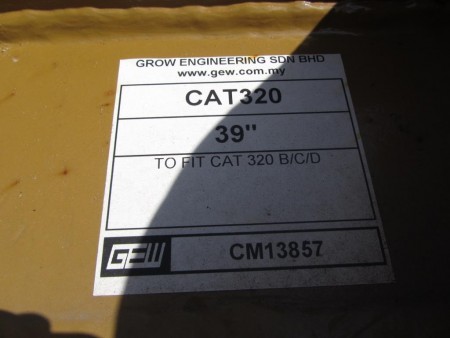 GROW ENGINEERING SDN BHD
www.gew.com.my
CAT320
39"
TO FIT CAT 320 B/C/D
GEW
CM13857